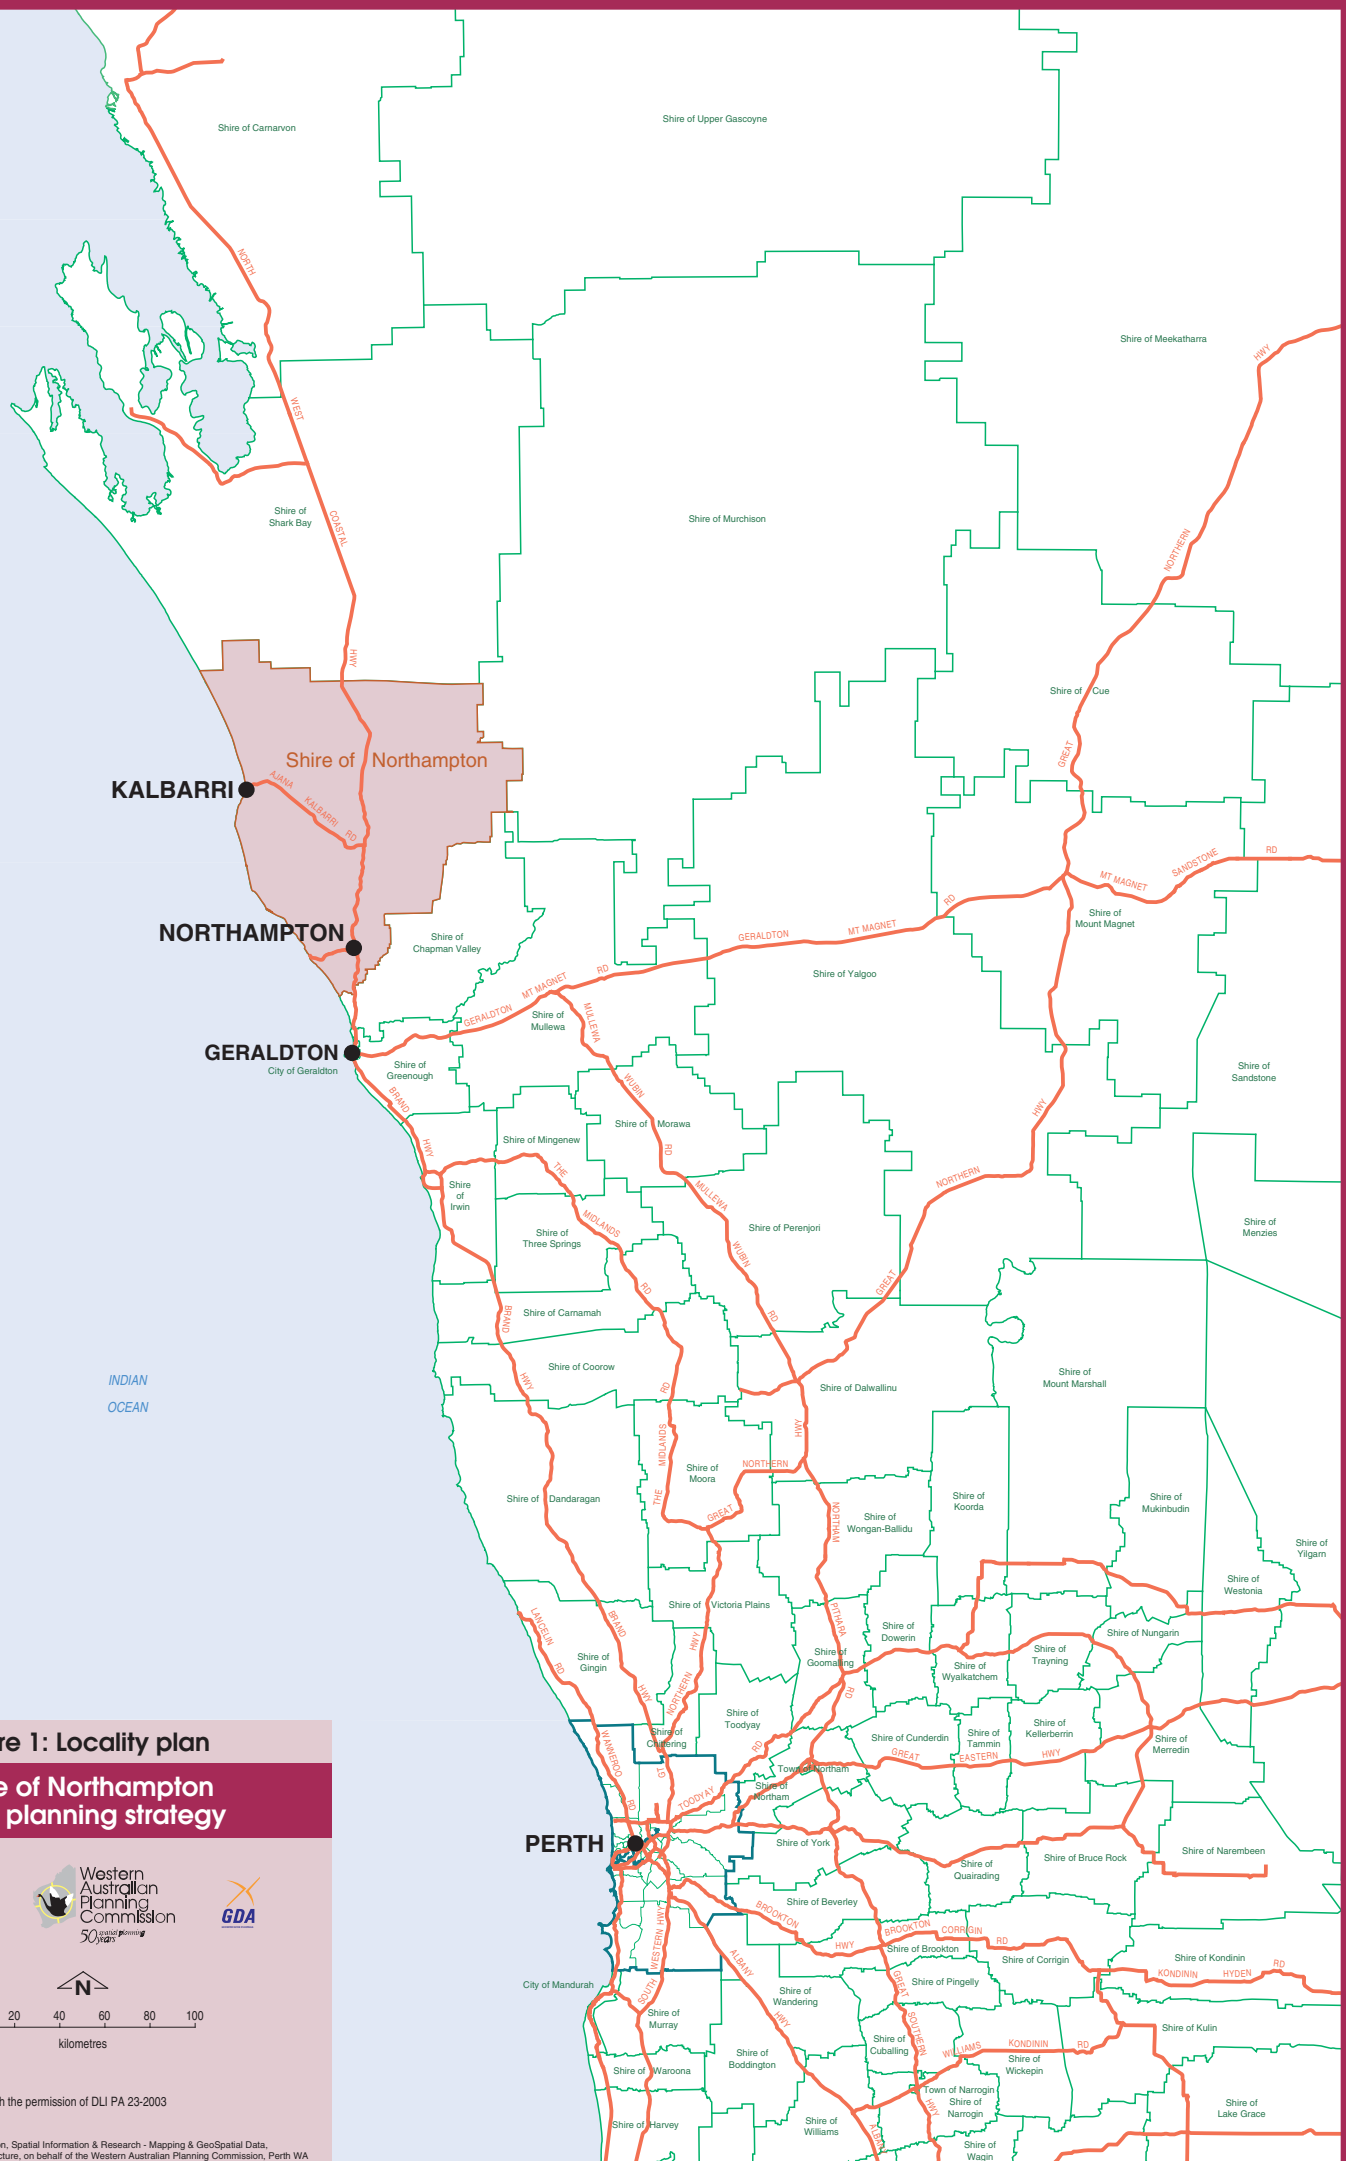 Shire of Carnarvon
Shire of Upper Gascoyne
NORTH
Shire of Meekatharra
HWY
WEST
Shire of
Shark Bay
COASTAL
Shire of Murchison
NORTHERN
HWY
Shire of Cue
GREAT
Shire of Northampton
KALBARRI
AJANA
KALBARRI
RD
MT MAGNET
SANDSTONE
RD
Shire of
Mount Magnet
NORTHAMPTON
Shire of
Chapman Valley
GERALDTON
MT MAGNET
RD
GERALDTON
MT MAGNET
RD
Shire of Yalgoo
Shire of
Mullewa
MULLEWA
GERALDTON
City of Geraldton
Shire of
Greenough
WUBIN
Shire of
Sandstone
BRAND
HWY
Shire of Morawa
RD
Shire of Mingenew
HWY
THE
Shire
of
Irwin
MULLEWA
NORTHERN
MIDLANDS
Shire of
Three Springs
Shire of Perenjori
Shire of
Menzies
WUBIN
RD
GREAT
RD
BRAND
Shire of Carnamah
Shire of Coorow
HWY
RD
Shire of Dalwallinu
Shire of
Mount Marshall
INDIAN
OCEAN
HWY
MIDLANDS
THE
Shire of
Moora
NORTHERN
GREAT
Shire of Dandaragan
NORTHAM
Shire of
Wongan-Ballidu
Shire of
Koorda
Shire of
Mukinbudin
Shire of
Yilgarn
Shire of
Westonia
Shire of Victoria Plains
LANCELIN
RD
BRAND
HWY
HWY
NORTHERN
PITHARA
RD
Shire of
Dowerin
Shire of Nungarin
Shire of
Gingin
Shire of
Goomalling
Shire of
Wyalkatchem
Shire of
Trayning
Shire of
Toodyay
Shire of
Chittering
Shire of Cunderdin
Shire of
Tammin
Shire of
Kellerberrin
Shire of
Merredin
WANNEROO
RD
GT
RD
TOODYAY
GREAT
EASTERN
HWY
Town of Northam
Shire of
Northam
re 1: Locality plan
e of Northampton
planning strategy
PERTH
Shire of York
Shire of
Quairading
Shire of Bruce Rock
Shire of Narembeen
Western
Australian
Planning
Commission
50 years
spatial planning
GDA
N
20 40 60 80 100
kilometres
Shire of Beverley
BROOKTON
HWY
BROOKTON
CORRIGIN
RD
Shire of Brookton
Shire of Corrigin
Shire of Kondinin
KONDININ
HYDEN
RD
ALBANY
HWY
SOUTH
WESTERN HWY
City of Mandurah
Shire of
Wandering
Shire of Pingelly
GREAT
SOUTHERN
HWY
Shire of
Murray
Shire of Kulin
Shire of
Cuballing
WILLIAMS
KONDININ
RD
Shire of
Wickepin
Shire of
Boddington
Shire of Waroona
Town of Narrogin
Shire of
Narrogin
Shire of
Lake Grace
Shire of Harvey
Shire of
Williams
ALBANY
Shire of
Wagin
h the permission of DLI PA 23-2003
n, Spatial Information & Research - Mapping & GeoSpatial Data,
cture, on behalf of the Western Australian Planning Commission, Perth WA